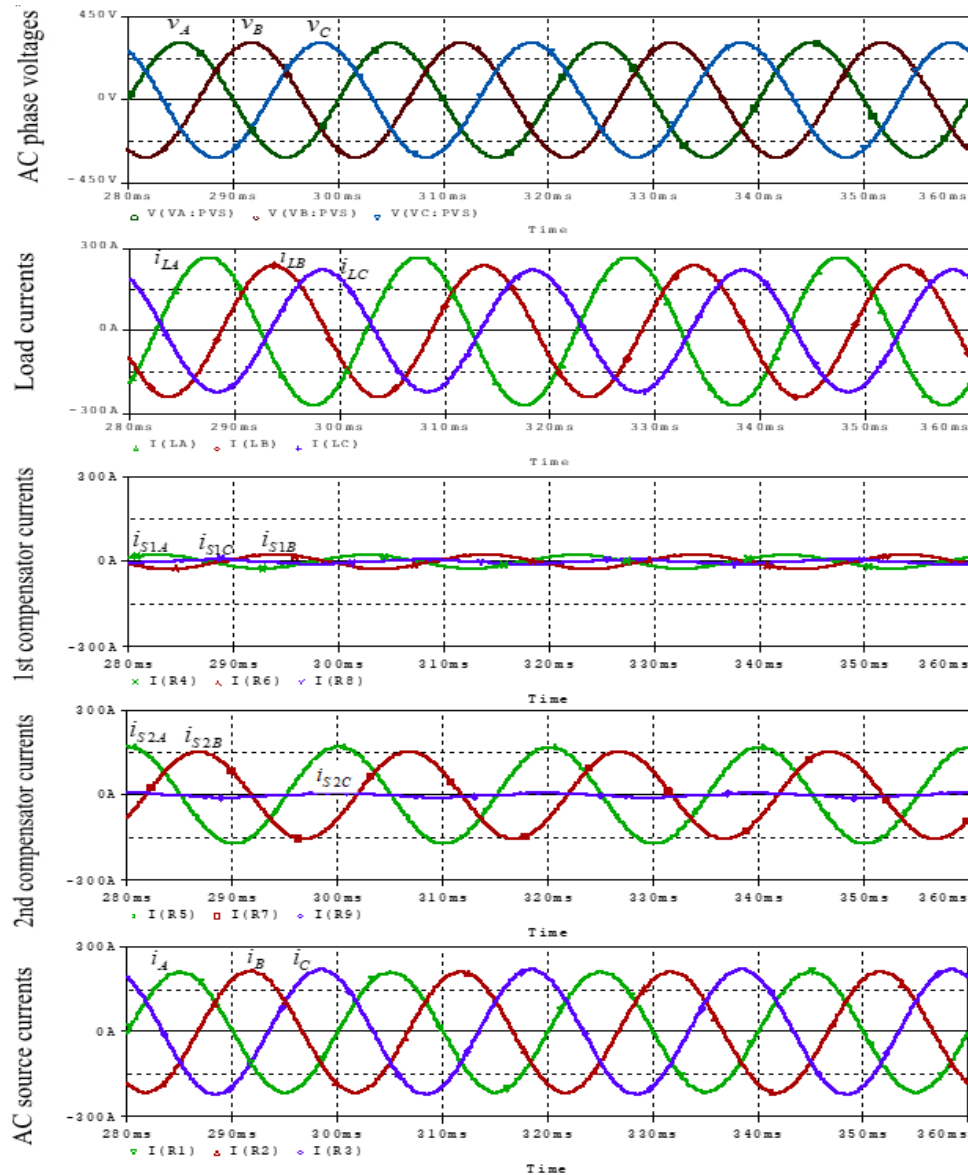 AC phase voltages
450V
0V
-450V
v_A v_B v_C
280ms 290ms 300ms 310ms 320ms 330ms 340ms 350ms 360ms
V(VA:PVS) V(VB:PVS) V(VC:PVS)
Time
Load currents
300A
0A
-300A
i_LA i_LB i_LC
280ms 290ms 300ms 310ms 320ms 330ms 340ms 350ms 360ms
I(LA) I(LB) I(LC)
Time
1st compensator currents
300A
0A
-300A
i_S1A i_S1C i_S1B
280ms 290ms 300ms 310ms 320ms 330ms 340ms 350ms 360ms
I(R4) I(R6) I(R8)
Time
2nd compensator currents
300A
0A
-300A
i_S2A i_S2B i_S2C
280ms 290ms 300ms 310ms 320ms 330ms 340ms 350ms 360ms
I(R5) I(R7) I(R9)
Time
AC source currents
300A
0A
-300A
i_A i_B i_C
280ms 290ms 300ms 310ms 320ms 330ms 340ms 350ms 360ms
I(R1) I(R2) I(R3)
Time